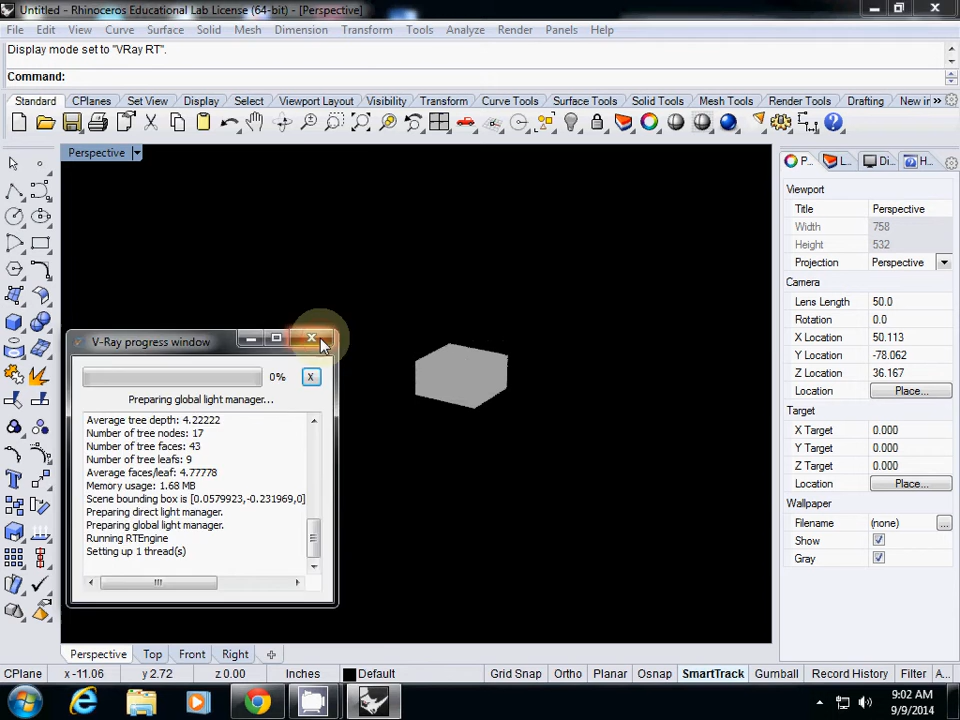 Untitled - Rhinoceros Educational Lab License (64-bit) - [Perspective]
File Edit View Curve Surface Solid Mesh Dimension Transform Tools Analyze Render Panels Help
Display mode set to "VRay RT".
Command:
Standard CPlanes Set View Display Select Viewport Layout Visibility Transform Curve Tools Surface Tools Solid Tools Mesh Tools Render Tools Drafting New in »
Perspective
P... L... Di... H...
Viewport
Title Perspective
Width 758
Height 532
Projection Perspective
Camera
Lens Length 50.0
Rotation 0.0
X Location 50.113
Y Location -78.062
Z Location 36.167
Location Place...
Target
X Target 0.000
Y Target 0.000
Z Target 0.000
Location Place...
Wallpaper
Filename (none) ...
Show
Gray
V-Ray progress window
0% X
Preparing global light manager...
Average tree depth: 4.22222
Number of tree nodes: 17
Number of tree faces: 43
Number of tree leafs: 9
Average faces/leaf: 4.77778
Memory usage: 1.68 MB
Scene bounding box is [0.0579923,-0.231969,0]
Preparing direct light manager.
Preparing global light manager.
Running RTEngine
Setting up 1 thread(s)
Perspective Top Front Right
CPlane x -11.06 y 2.72 z 0.00 Inches Default Grid Snap Ortho Planar Osnap SmartTrack Gumball Record History Filter A...
9:02 AM
9/9/2014